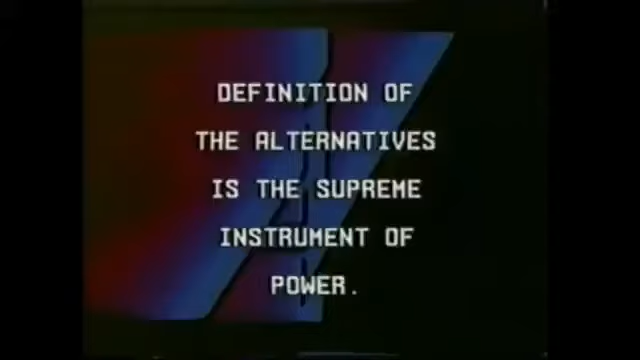 DEFINITION OF
THE ALTERNATIVES
IS THE SUPREME
INSTRUMENT OF
POWER.